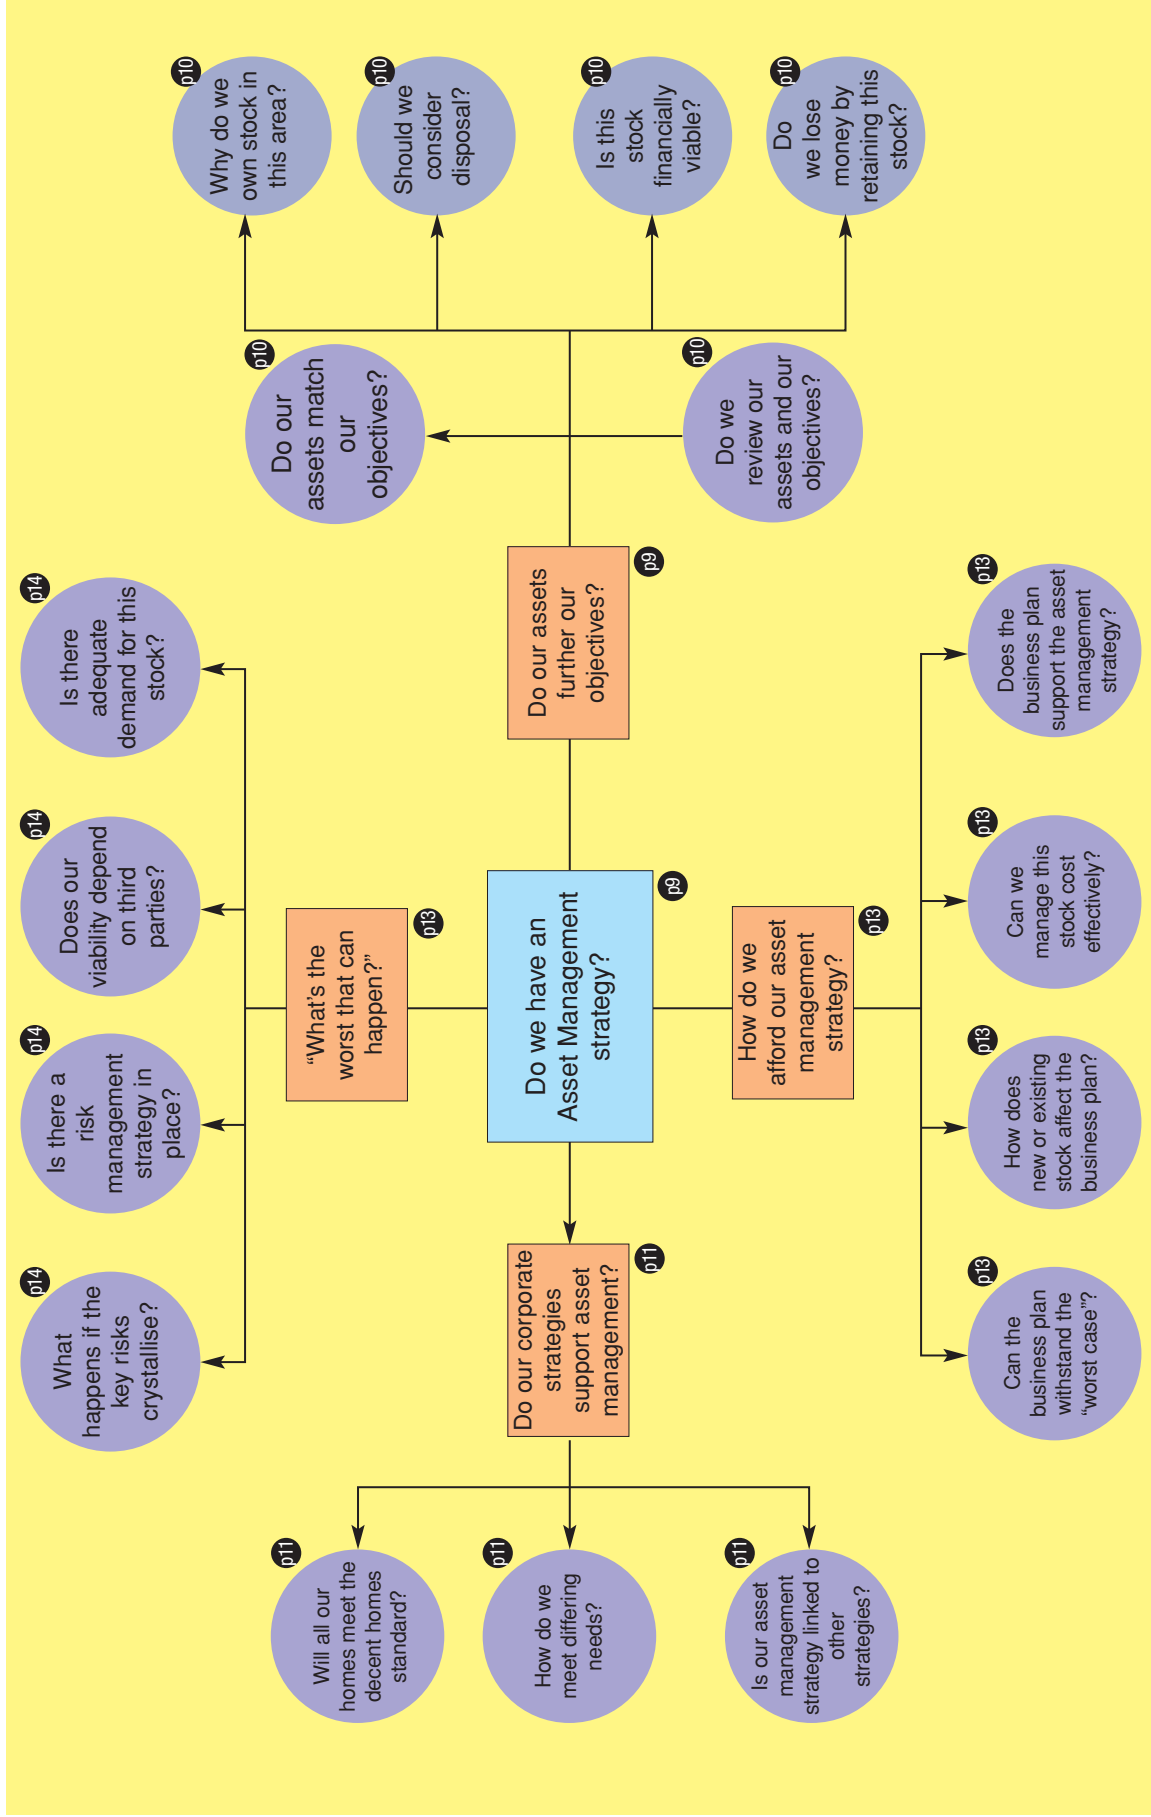 What
happens if the
key risks
crystallise?
p14
Is there a
risk
management
strategy in
place?
p14
Does our
viability depend
on third
parties?
p14
Is there
adequate
demand for this
stock?
p14
“What’s the
worst that can
happen?”
p13
Will all our
homes meet the
decent homes
standard?
p11
How do we
meet differing
needs?
p11
Is our asset
management
strategy linked to
other
strategies?
p11
Do our corporate
strategies
support asset
management?
p11
Do we have an
Asset Management
strategy?
p9
Do our assets
further our
objectives?
p9
Do our
assets match
our
objectives?
p10
Do we
review our
assets and our
objectives?
p10
Why do we
own stock in
this area?
p10
Should we
consider
disposal?
p10
Is this
stock
financially
viable?
p10
Do
we lose
money by
retaining this
stock?
p10
How do we
afford our asset
management
strategy?
p13
Can the
business plan
withstand the
“worst case”?
p13
How does
new or existing
stock affect the
business plan?
p13
Can we
manage this
stock cost
effectively?
p13
Does the
business plan
support the asset
management
strategy?
p13